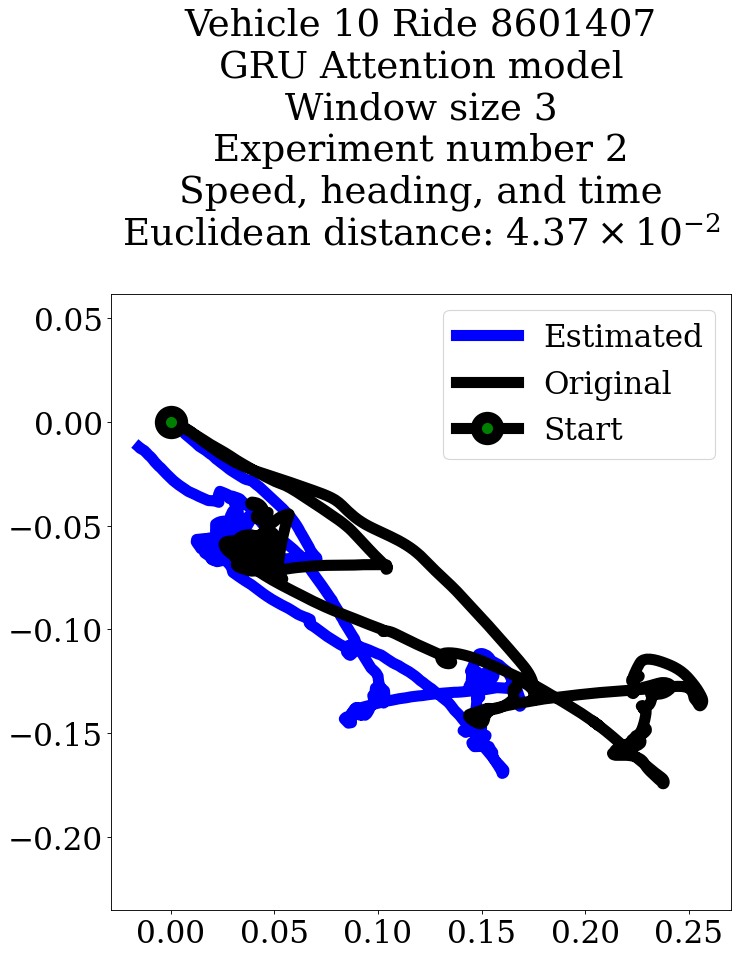 Vehicle 10 Ride 8601407
GRU Attention model
Window size 3
Experiment number 2
Speed, heading, and time
Euclidean distance: 4.37 × 10⁻²
Estimated
Original
Start
0.05
0.00
−0.05
−0.10
−0.15
−0.20
0.00 0.05 0.10 0.15 0.20 0.25